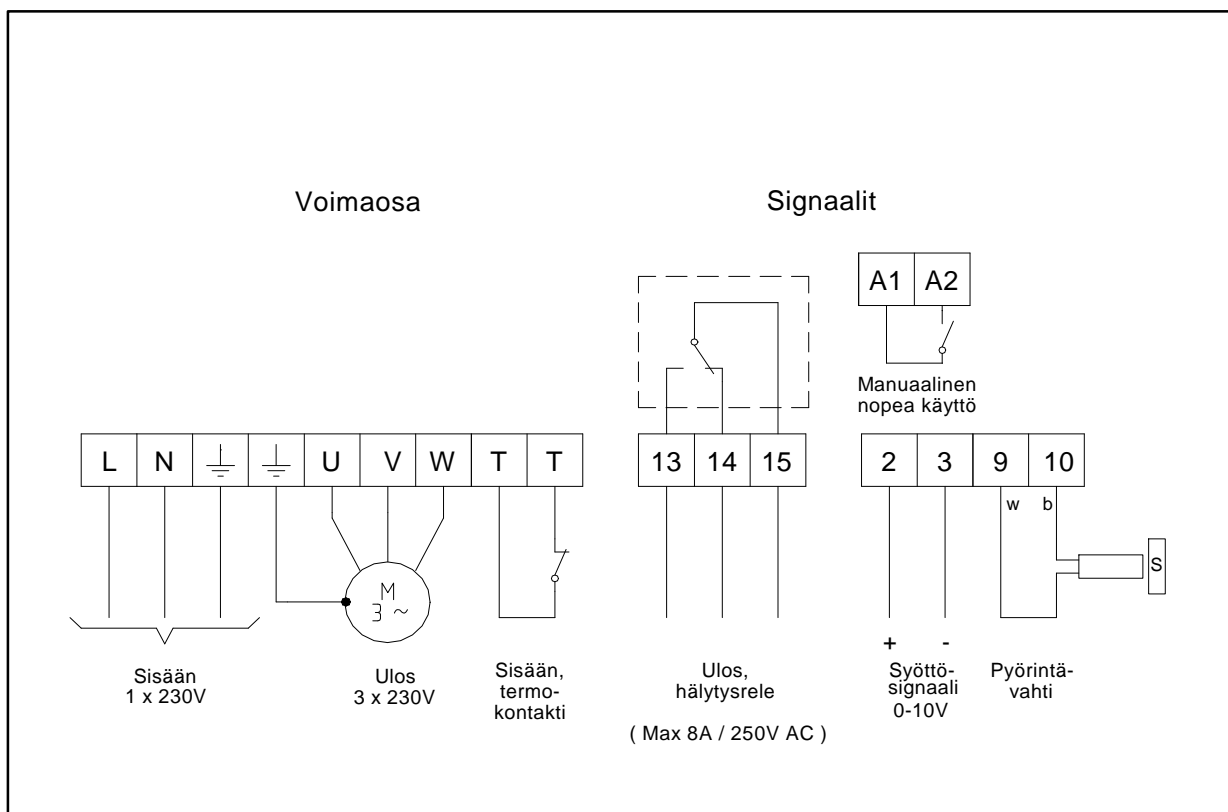 Voimaosa
Signaalit
A1 A2
Manuaalinen
nopea käyttö
L N U V W T T
13 14 15
2 3 9 10
w b
M
3 ~
S
Sisään
1 x 230V
Ulos
3 x 230V
Sisään,
termo-
kontakti
Ulos,
hälytysrele
( Max 8A / 250V AC )
+ -
Syöttö-
signaali
0-10V
Pyörintä-
vahti